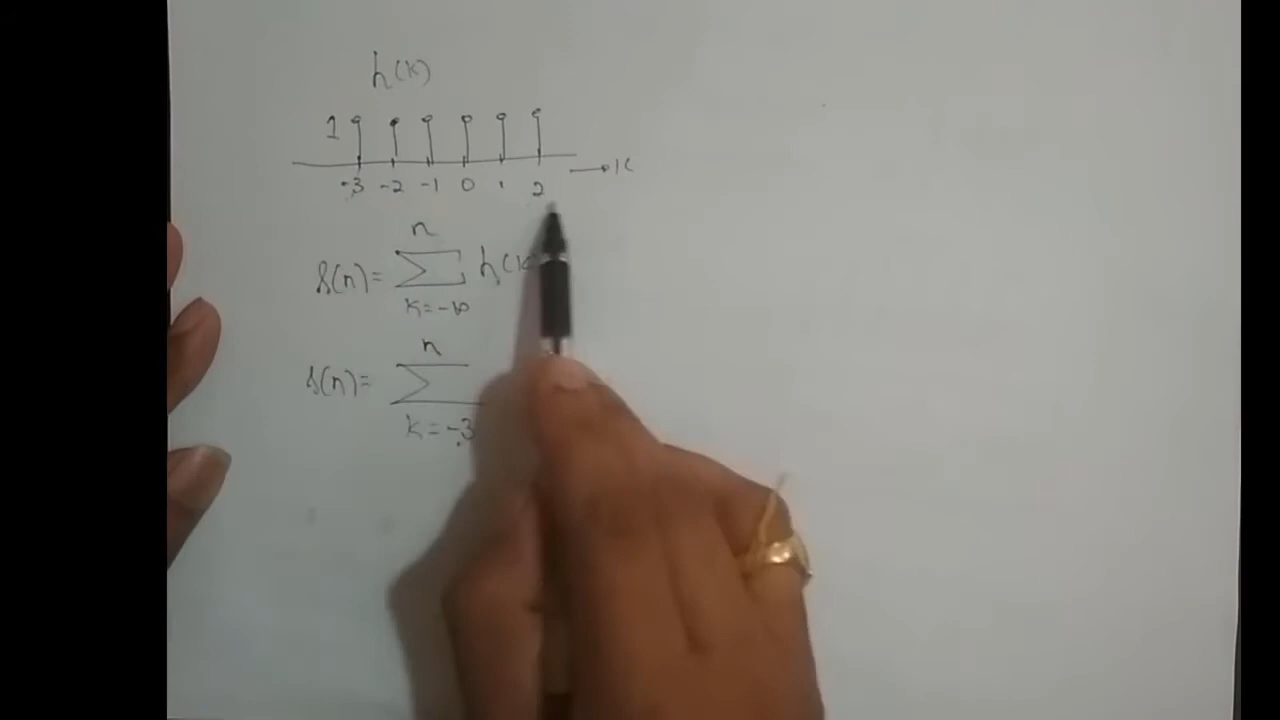 h(k)
1
-3 -2 -1 0 1 2 → k
n
s(n) = Σ h(k
k = -∞
n
s(n) = Σ
k = -3